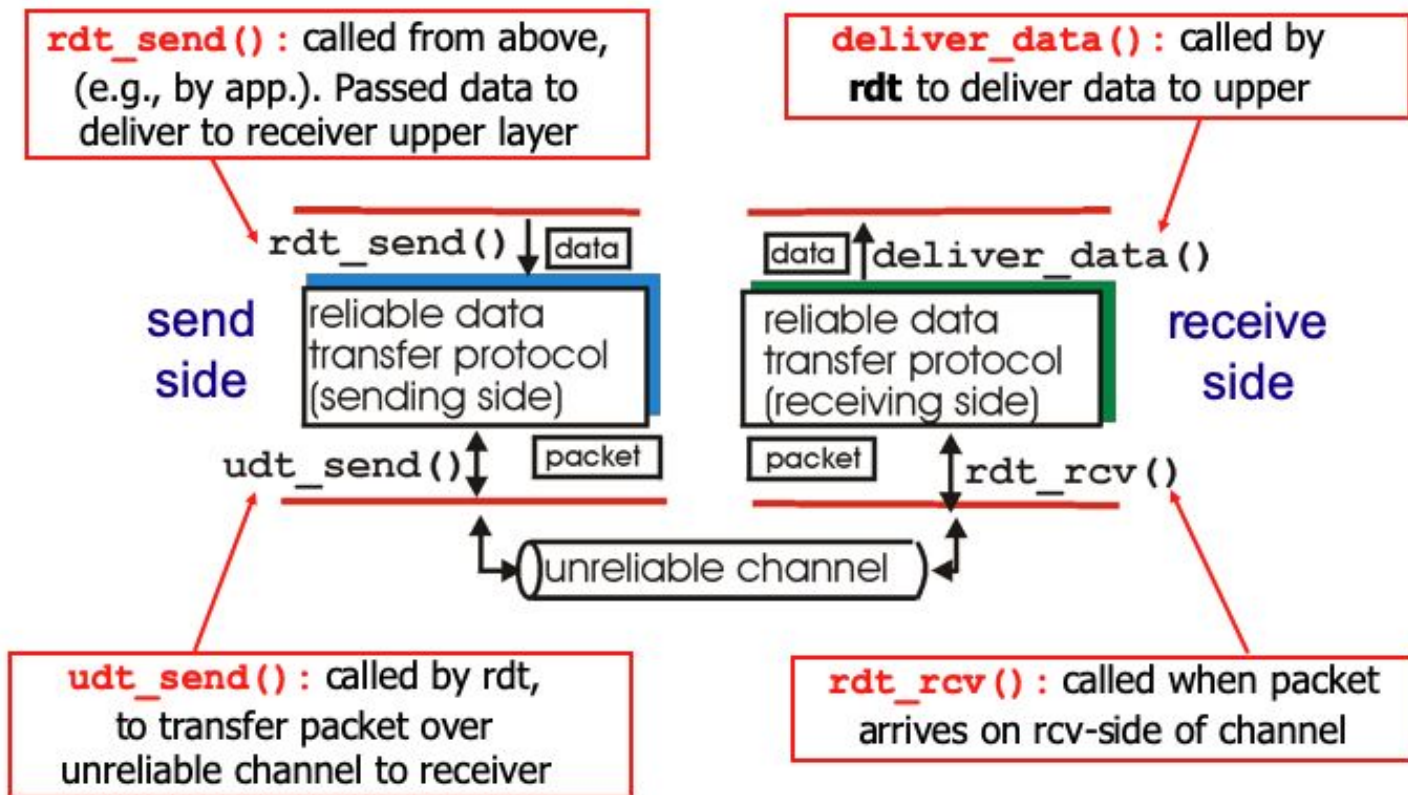 rdt_send(): called from above,
(e.g., by app.). Passed data to
deliver to receiver upper layer
deliver_data(): called by
rdt to deliver data to upper
rdt_send()
data
data
deliver_data()
send
side
reliable data
transfer protocol
(sending side)
reliable data
transfer protocol
(receiving side)
receive
side
udt_send()
packet
packet
rdt_rcv()
unreliable channel
udt_send(): called by rdt,
to transfer packet over
unreliable channel to receiver
rdt_rcv(): called when packet
arrives on rcv-side of channel